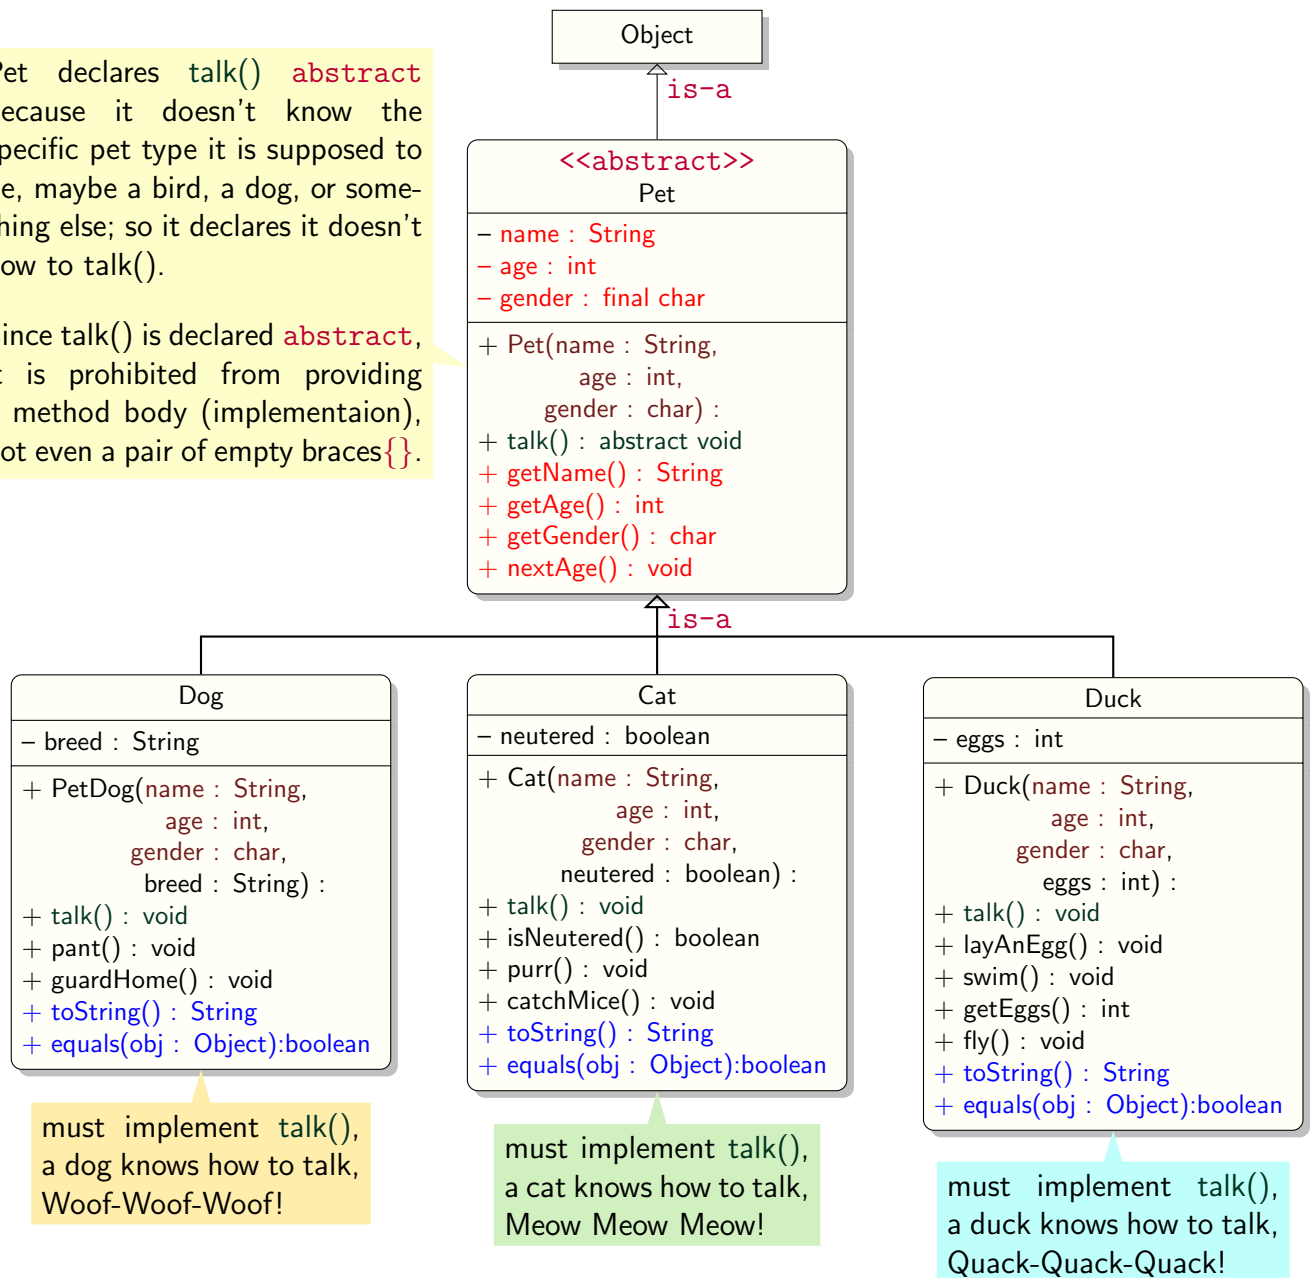 Object
is-a
et declares talk() abstract
ecause it doesn't know the
pecific pet type it is supposed to
e, maybe a bird, a dog, or some-
hing else; so it declares it doesn't
ow to talk().
ince talk() is declared abstract,
t is prohibited from providing
method body (implementaion),
ot even a pair of empty braces{}.
<<abstract>>
Pet
– name : String
– age : int
– gender : final char
+ Pet(name : String,
age : int,
gender : char) :
+ talk() : abstract void
+ getName() : String
+ getAge() : int
+ getGender() : char
+ nextAge() : void
is-a
Dog
– breed : String
+ PetDog(name : String,
age : int,
gender : char,
breed : String) :
+ talk() : void
+ pant() : void
+ guardHome() : void
+ toString() : String
+ equals(obj : Object):boolean
must implement talk(),
a dog knows how to talk,
Woof-Woof-Woof!
Cat
– neutered : boolean
+ Cat(name : String,
age : int,
gender : char,
neutered : boolean) :
+ talk() : void
+ isNeutered() : boolean
+ purr() : void
+ catchMice() : void
+ toString() : String
+ equals(obj : Object):boolean
must implement talk(),
a cat knows how to talk,
Meow Meow Meow!
Duck
– eggs : int
+ Duck(name : String,
age : int,
gender : char,
eggs : int) :
+ talk() : void
+ layAnEgg() : void
+ swim() : void
+ getEggs() : int
+ fly() : void
+ toString() : String
+ equals(obj : Object):boolean
must implement talk(),
a duck knows how to talk,
Quack-Quack-Quack!